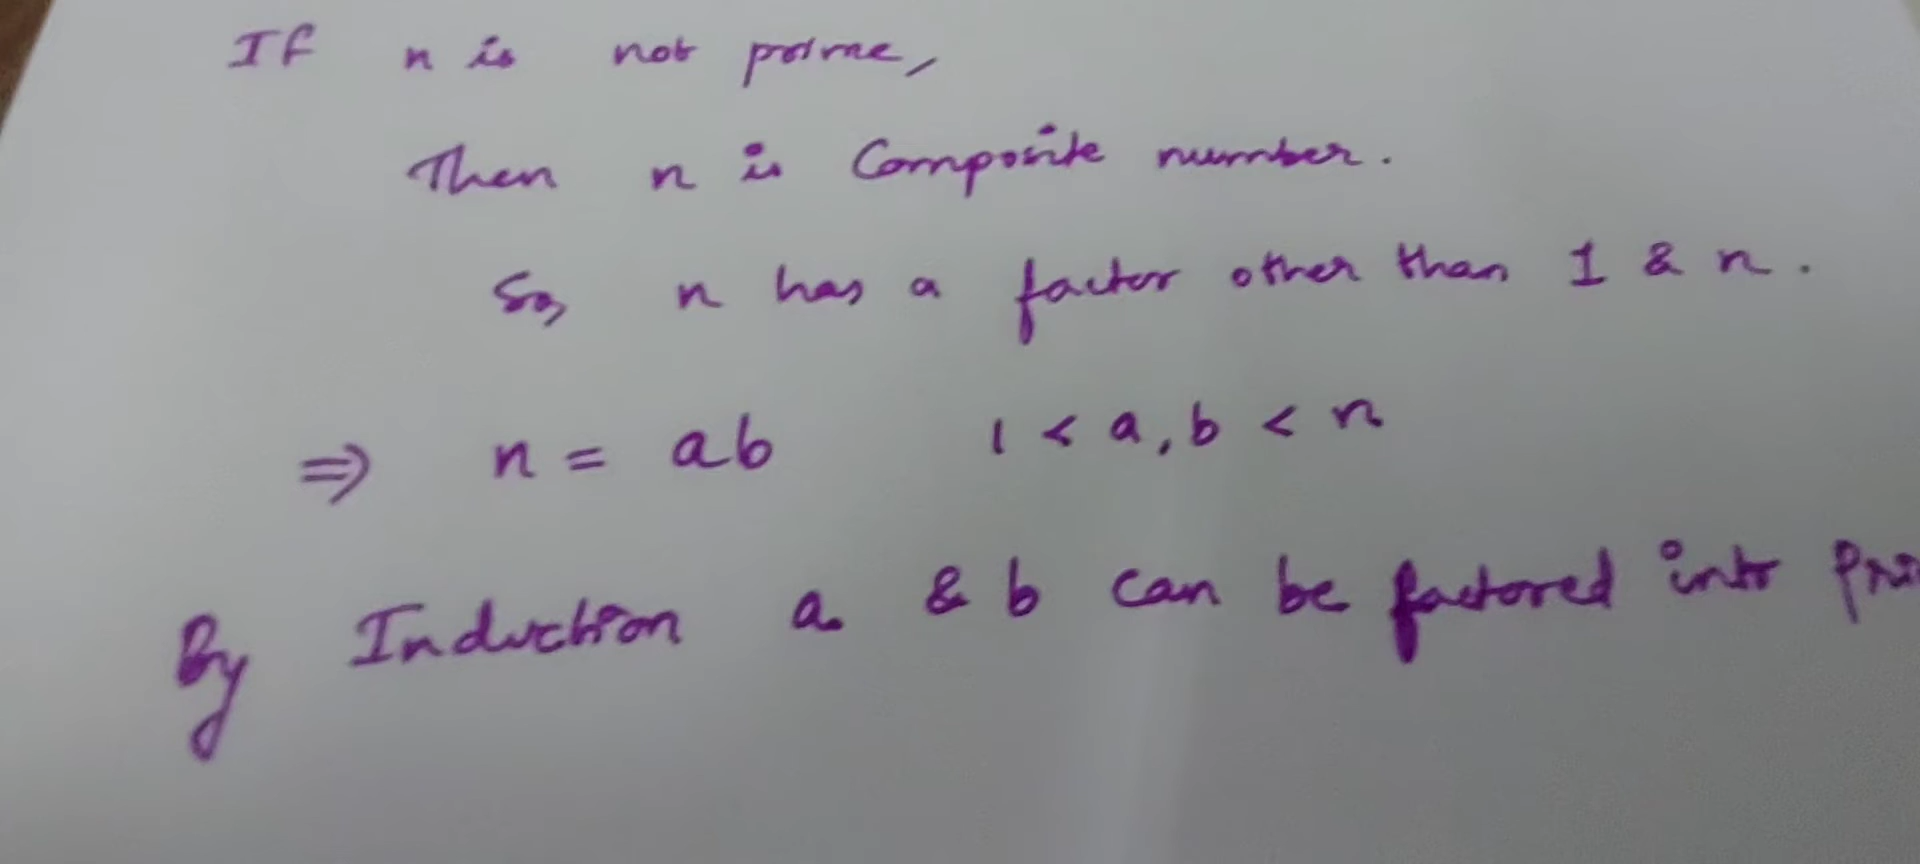 If n is not prime,
Then n is Composite number.
So, n has a factor other than 1 & n.
⇒ n = ab 1 < a, b < n
By Induction a & b can be factored into pri